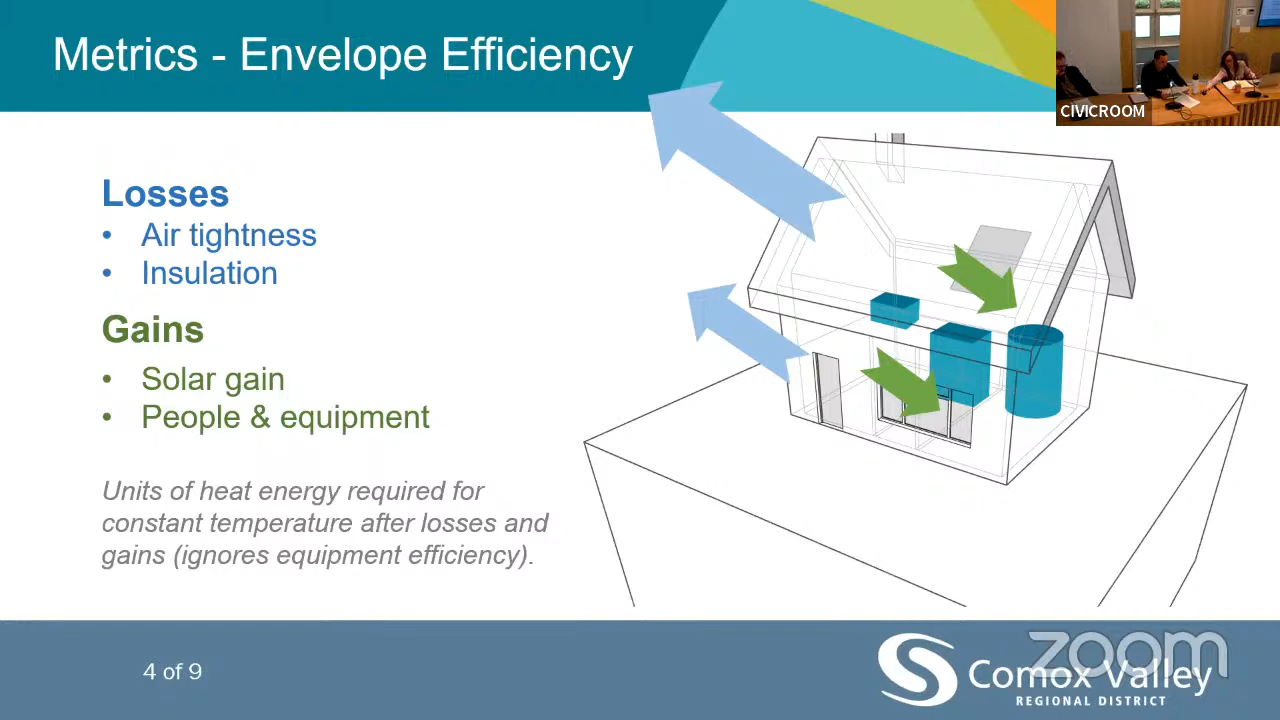 Metrics - Envelope Efficiency
CIVICROOM
Losses
• Air tightness
• Insulation
Gains
• Solar gain
• People & equipment
Units of heat energy required for
constant temperature after losses and
gains (ignores equipment efficiency).
4 of 9
zoom
Comox Valley
REGIONAL DISTRICT